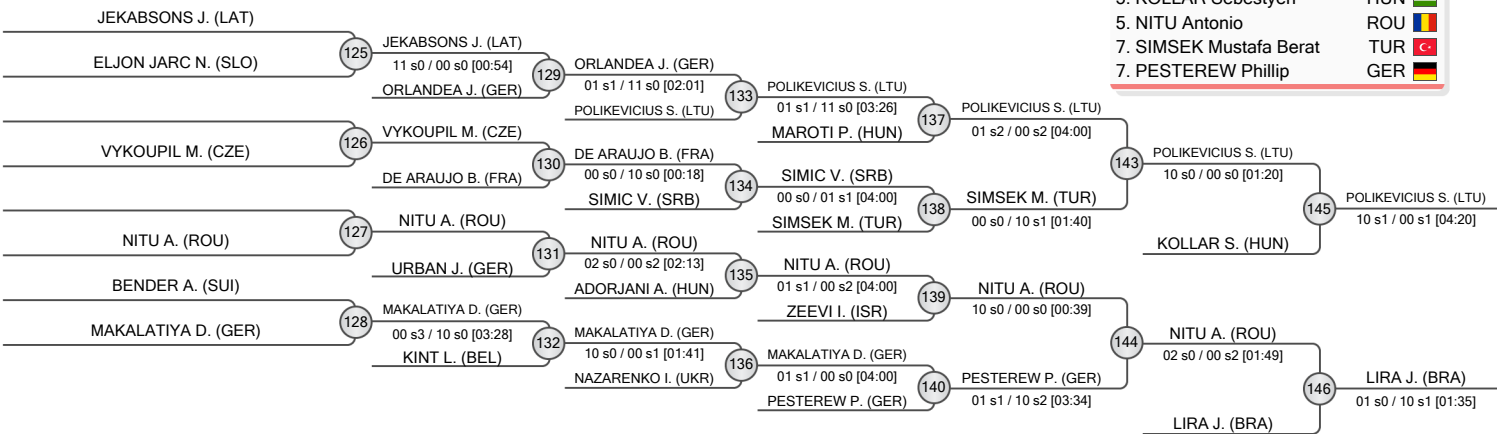 5. KOLLAR Sebestyen HUN
5. NITU Antonio ROU
7. SIMSEK Mustafa Berat TUR
7. PESTEREW Phillip GER
JEKABSONS J. (LAT)
ELJON JARC N. (SLO)
125
VYKOUPIL M. (CZE)
126
NITU A. (ROU)
127
BENDER A. (SUI)
MAKALATIYA D. (GER)
128
JEKABSONS J. (LAT)
11 s0 / 00 s0 [00:54]
ORLANDEA J. (GER)
129
VYKOUPIL M. (CZE)
DE ARAUJO B. (FRA)
130
NITU A. (ROU)
URBAN J. (GER)
131
MAKALATIYA D. (GER)
00 s3 / 10 s0 [03:28]
KINT L. (BEL)
132
ORLANDEA J. (GER)
01 s1 / 11 s0 [02:01]
POLIKEVICIUS S. (LTU)
133
DE ARAUJO B. (FRA)
00 s0 / 10 s0 [00:18]
SIMIC V. (SRB)
134
NITU A. (ROU)
02 s0 / 00 s2 [02:13]
ADORJANI A. (HUN)
135
MAKALATIYA D. (GER)
10 s0 / 00 s1 [01:41]
NAZARENKO I. (UKR)
136
POLIKEVICIUS S. (LTU)
01 s1 / 11 s0 [03:26]
MAROTI P. (HUN)
137
SIMIC V. (SRB)
00 s0 / 01 s1 [04:00]
SIMSEK M. (TUR)
138
NITU A. (ROU)
01 s1 / 00 s2 [04:00]
ZEEVI I. (ISR)
139
MAKALATIYA D. (GER)
01 s1 / 00 s0 [04:00]
PESTEREW P. (GER)
140
POLIKEVICIUS S. (LTU)
01 s2 / 00 s2 [04:00]
SIMSEK M. (TUR)
00 s0 / 10 s1 [01:40]
143
NITU A. (ROU)
10 s0 / 00 s0 [00:39]
PESTEREW P. (GER)
01 s1 / 10 s2 [03:34]
144
POLIKEVICIUS S. (LTU)
10 s0 / 00 s0 [01:20]
KOLLAR S. (HUN)
145
NITU A. (ROU)
02 s0 / 00 s2 [01:49]
LIRA J. (BRA)
146
POLIKEVICIUS S. (LTU)
10 s1 / 00 s1 [04:20]
LIRA J. (BRA)
01 s0 / 10 s1 [01:35]